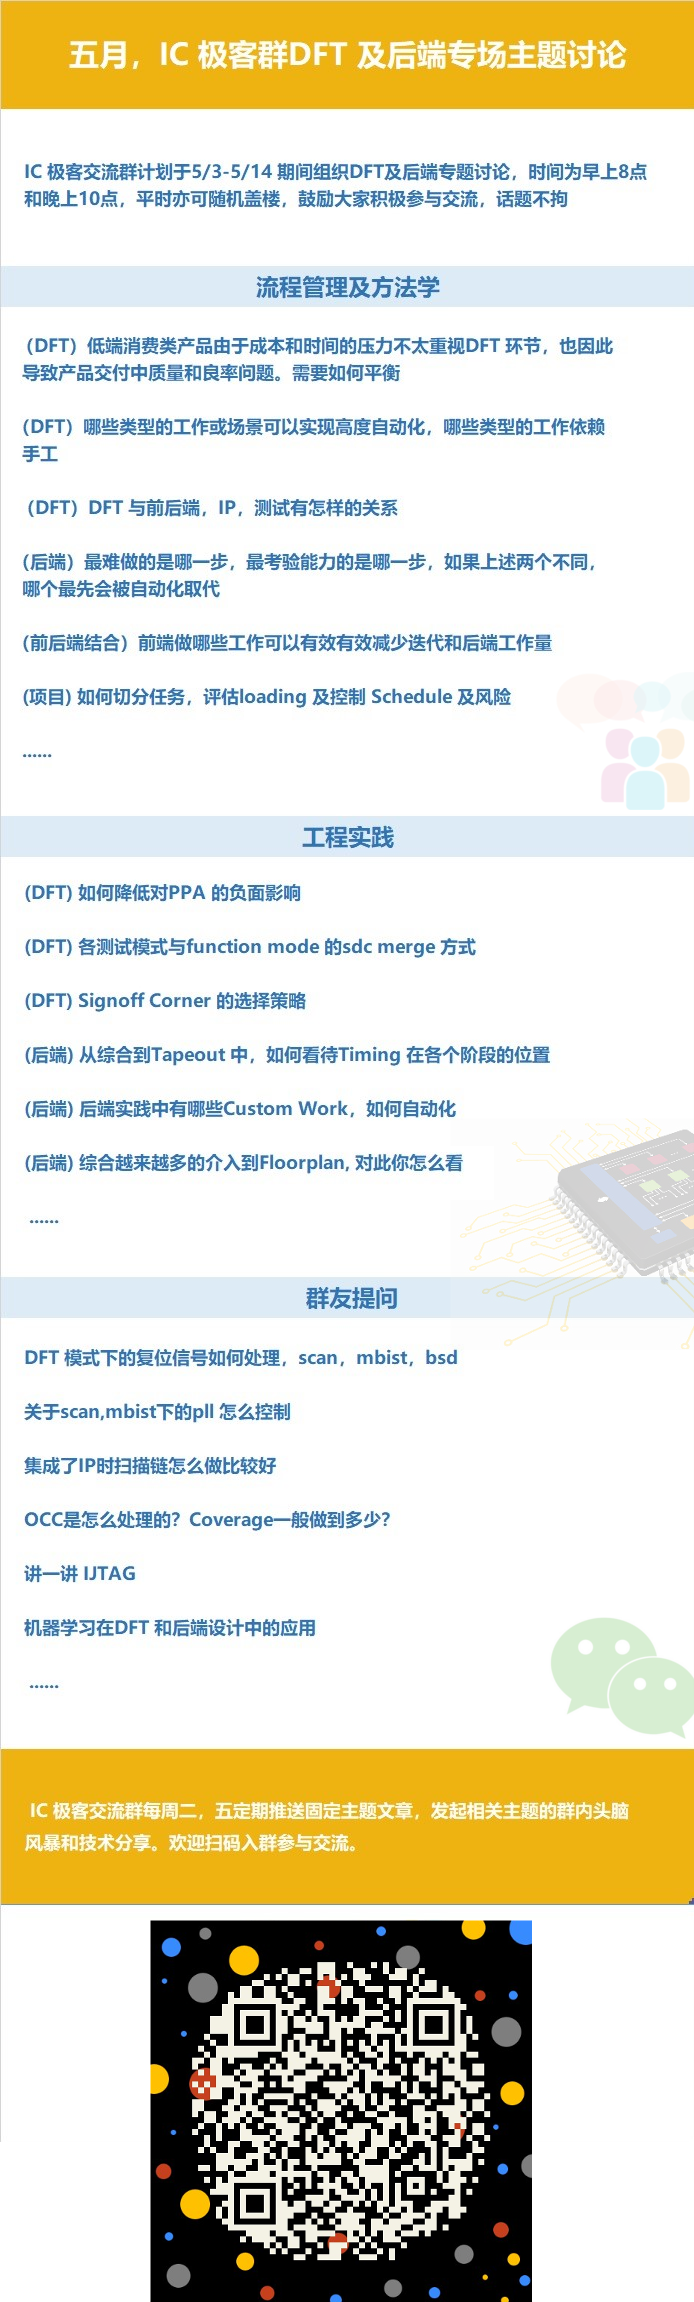 五月，IC 极客群DFT 及后端专场主题讨论
IC 极客交流群计划于5/3-5/14 期间组织DFT及后端专题讨论，时间为早上8点
和晚上10点，平时亦可随机盖楼，鼓励大家积极参与交流，话题不拘
流程管理及方法学
（DFT）低端消费类产品由于成本和时间的压力不太重视DFT 环节，也因此
导致产品交付中质量和良率问题。需要如何平衡
(DFT）哪些类型的工作或场景可以实现高度自动化，哪些类型的工作依赖
手工
（DFT）DFT 与前后端，IP，测试有怎样的关系
(后端）最难做的是哪一步，最考验能力的是哪一步，如果上述两个不同，
哪个最先会被自动化取代
(前后端结合）前端做哪些工作可以有效有效减少迭代和后端工作量
(项目) 如何切分任务，评估loading 及控制 Schedule 及风险
......
工程实践
(DFT) 如何降低对PPA 的负面影响
(DFT) 各测试模式与function mode 的sdc merge 方式
(DFT) Signoff Corner 的选择策略
(后端) 从综合到Tapeout 中，如何看待Timing 在各个阶段的位置
(后端) 后端实践中有哪些Custom Work，如何自动化
(后端) 综合越来越多的介入到Floorplan, 对此你怎么看
......
群友提问
DFT 模式下的复位信号如何处理，scan，mbist，bsd
关于scan,mbist下的pll 怎么控制
集成了IP时扫描链怎么做比较好
OCC是怎么处理的？Coverage一般做到多少？
讲一讲 IJTAG
机器学习在DFT 和后端设计中的应用
......
IC 极客交流群每周二，五定期推送固定主题文章，发起相关主题的群内头脑
风暴和技术分享。欢迎扫码入群参与交流。